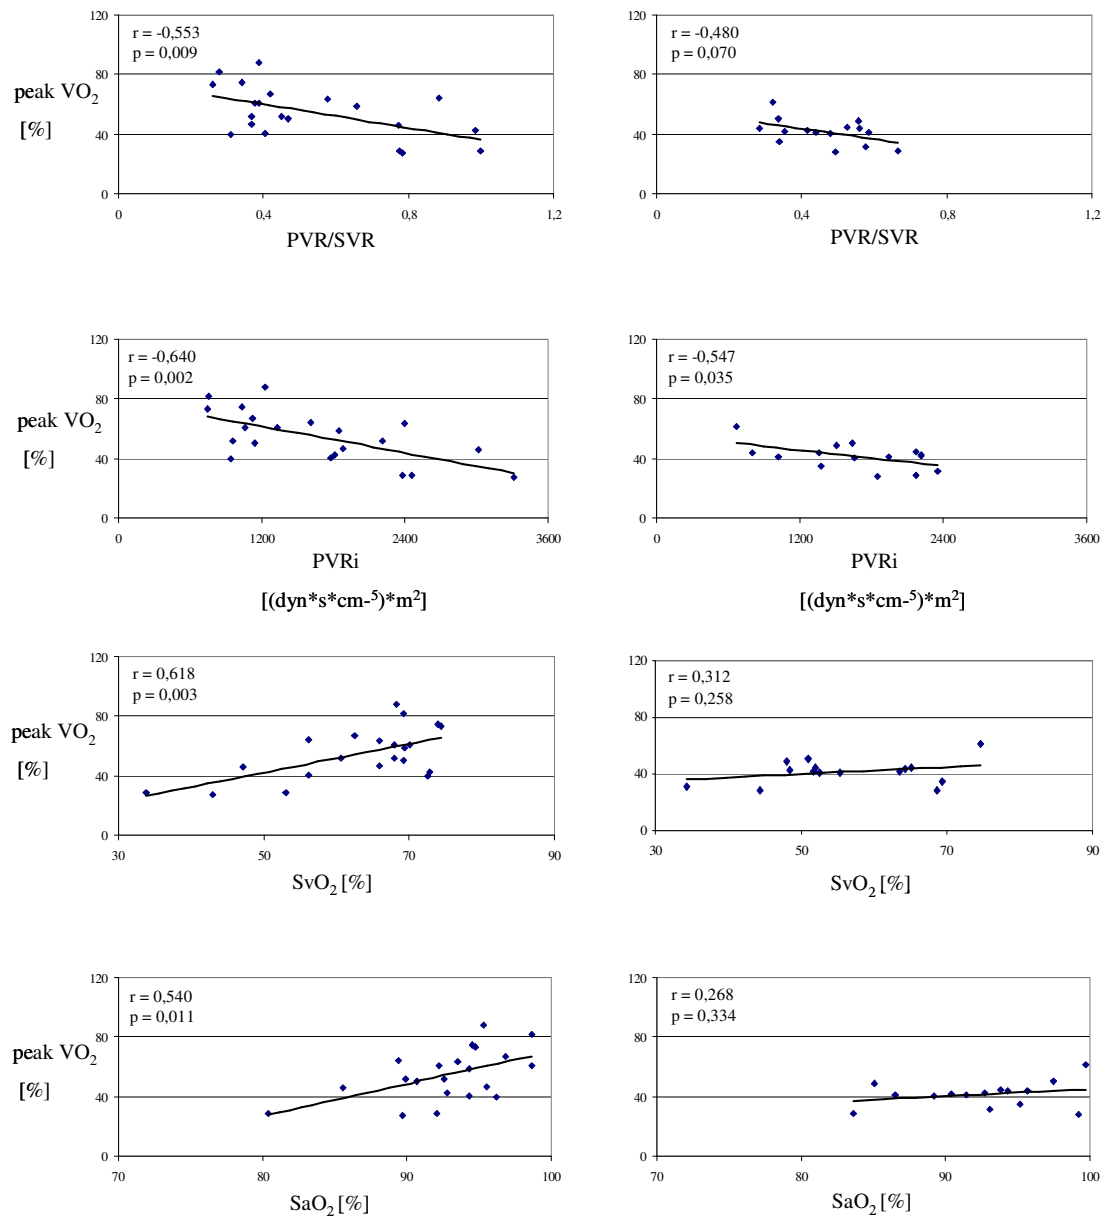 120
80
40
0
r = -0,553
p = 0,009
peak VO2
[%]
0 0,4 0,8 1,2
PVR/SVR
120
80
40
0
r = -0,480
p = 0,070
0 0,4 0,8 1,2
PVR/SVR
120
80
40
0
r = -0,640
p = 0,002
peak VO2
[%]
0 1200 2400 3600
PVRi
[(dyn*s*cm-5)*m2]
120
80
40
0
r = -0,547
p = 0,035
0 1200 2400 3600
PVRi
[(dyn*s*cm-5)*m2]
120
80
40
0
r = 0,618
p = 0,003
peak VO2
[%]
30 50 70 90
SvO2 [%]
120
80
40
0
r = 0,312
p = 0,258
30 50 70 90
SvO2 [%]
120
80
40
0
r = 0,540
p = 0,011
peak VO2
[%]
70 80 90 100
SaO2 [%]
120
80
40
0
r = 0,268
p = 0,334
70 80 90 100
SaO2 [%]